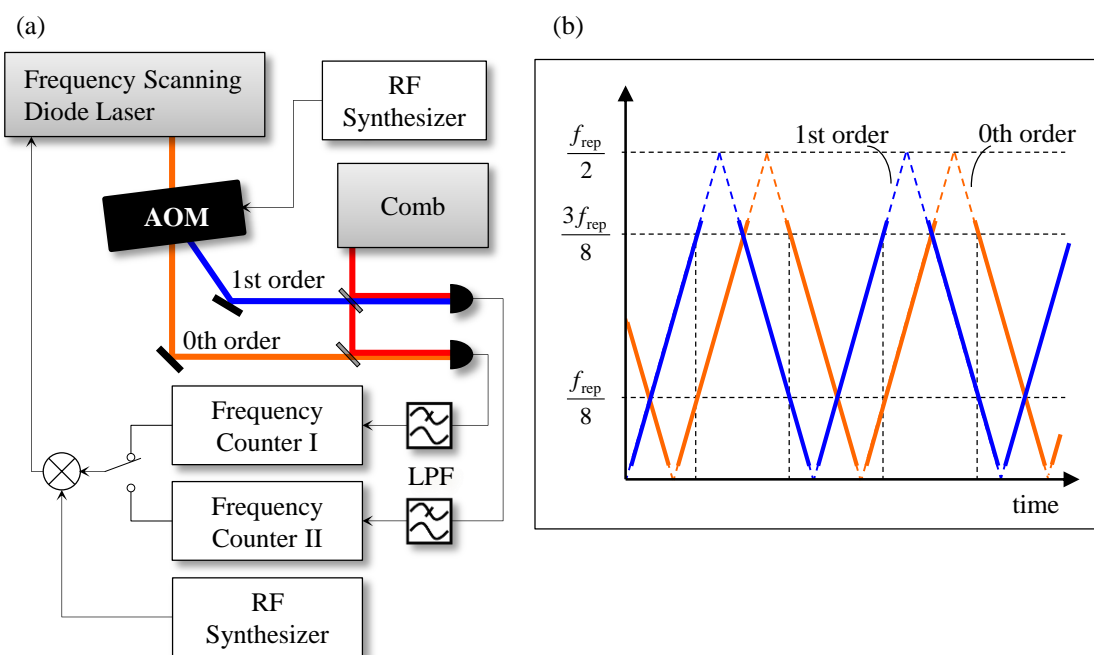 (a)
Frequency Scanning
Diode Laser
RF
Synthesizer
AOM
Comb
1st order
0th order
Frequency
Counter I
LPF
Frequency
Counter II
RF
Synthesizer
(b)
1st order
0th order
f_rep
2
3f_rep
8
f_rep
8
time